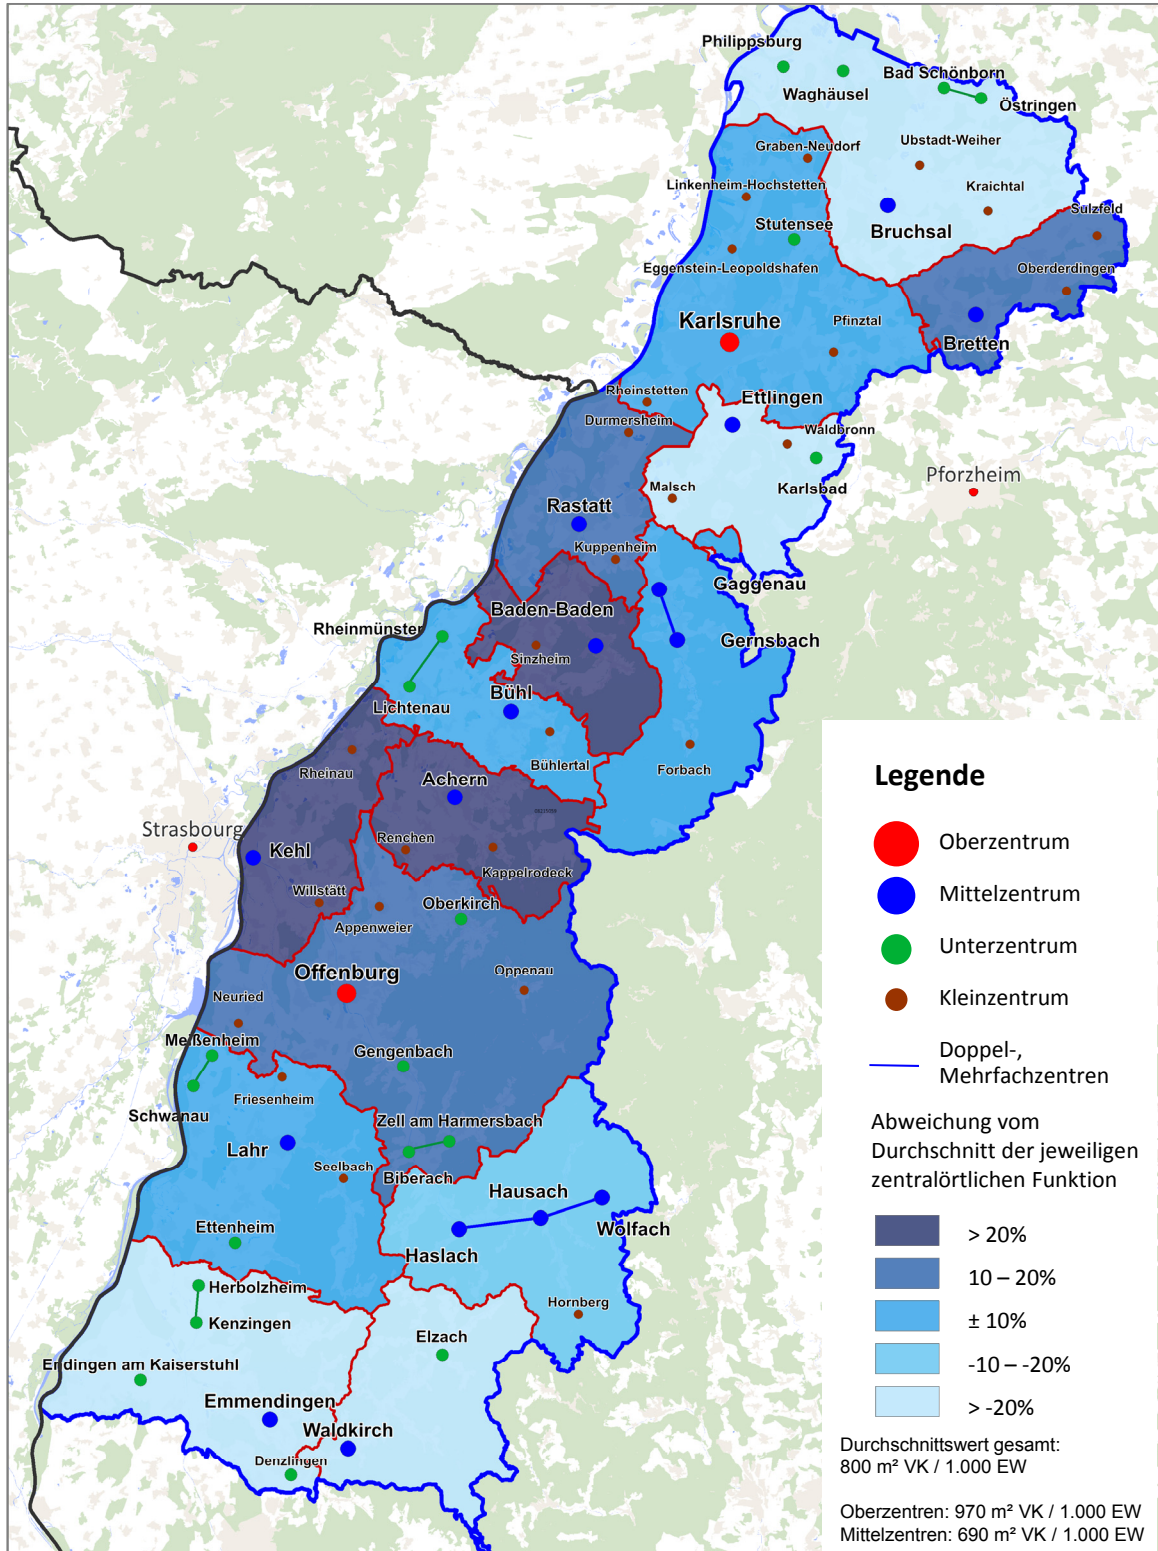 Philippsburg
Waghäusel
Bad Schönborn
Östringen
Graben-Neudorf
Ubstadt-Weiher
Linkenheim-Hochstetten
Kraichtal
Stutensee
Bruchsal
Sulzfeld
Eggenstein-Leopoldshafen
Oberderdingen
Karlsruhe
Pfinztal
Bretten
Rheinstetten
Ettlingen
Durmersheim
Waldbronn
Pforzheim
Malsch
Karlsbad
Rastatt
Kuppenheim
Gaggenau
Baden-Baden
Rheinmünster
Gernsbach
Sinzheim
Bühl
Lichtenau
Bühlertal
Forbach
Rheinau
Achern
Strasbourg
Renchen
Kehl
Kappelrodeck
Willstätt
Oberkirch
Appenweier
Offenburg
Oppenau
Neuried
Meißenheim
Gengenbach
Friesenheim
Schwanau
Zell am Harmersbach
Lahr
Seelbach
Biberach
Hausach
Ettenheim
Wolfach
Haslach
Herbolzheim
Hornberg
Kenzingen
Elzach
Endingen am Kaiserstuhl
Emmendingen
Waldkirch
Denzlingen
Legende
Oberzentrum
Mittelzentrum
Unterzentrum
Kleinzentrum
Doppel-,
Mehrfachzentren
Abweichung vom
Durchschnitt der jeweiligen
zentralörtlichen Funktion
> 20%
10 – 20%
± 10%
-10 – -20%
> -20%
Durchschnittswert gesamt:
800 m² VK / 1.000 EW
Oberzentren: 970 m² VK / 1.000 EW
Mittelzentren: 690 m² VK / 1.000 EW